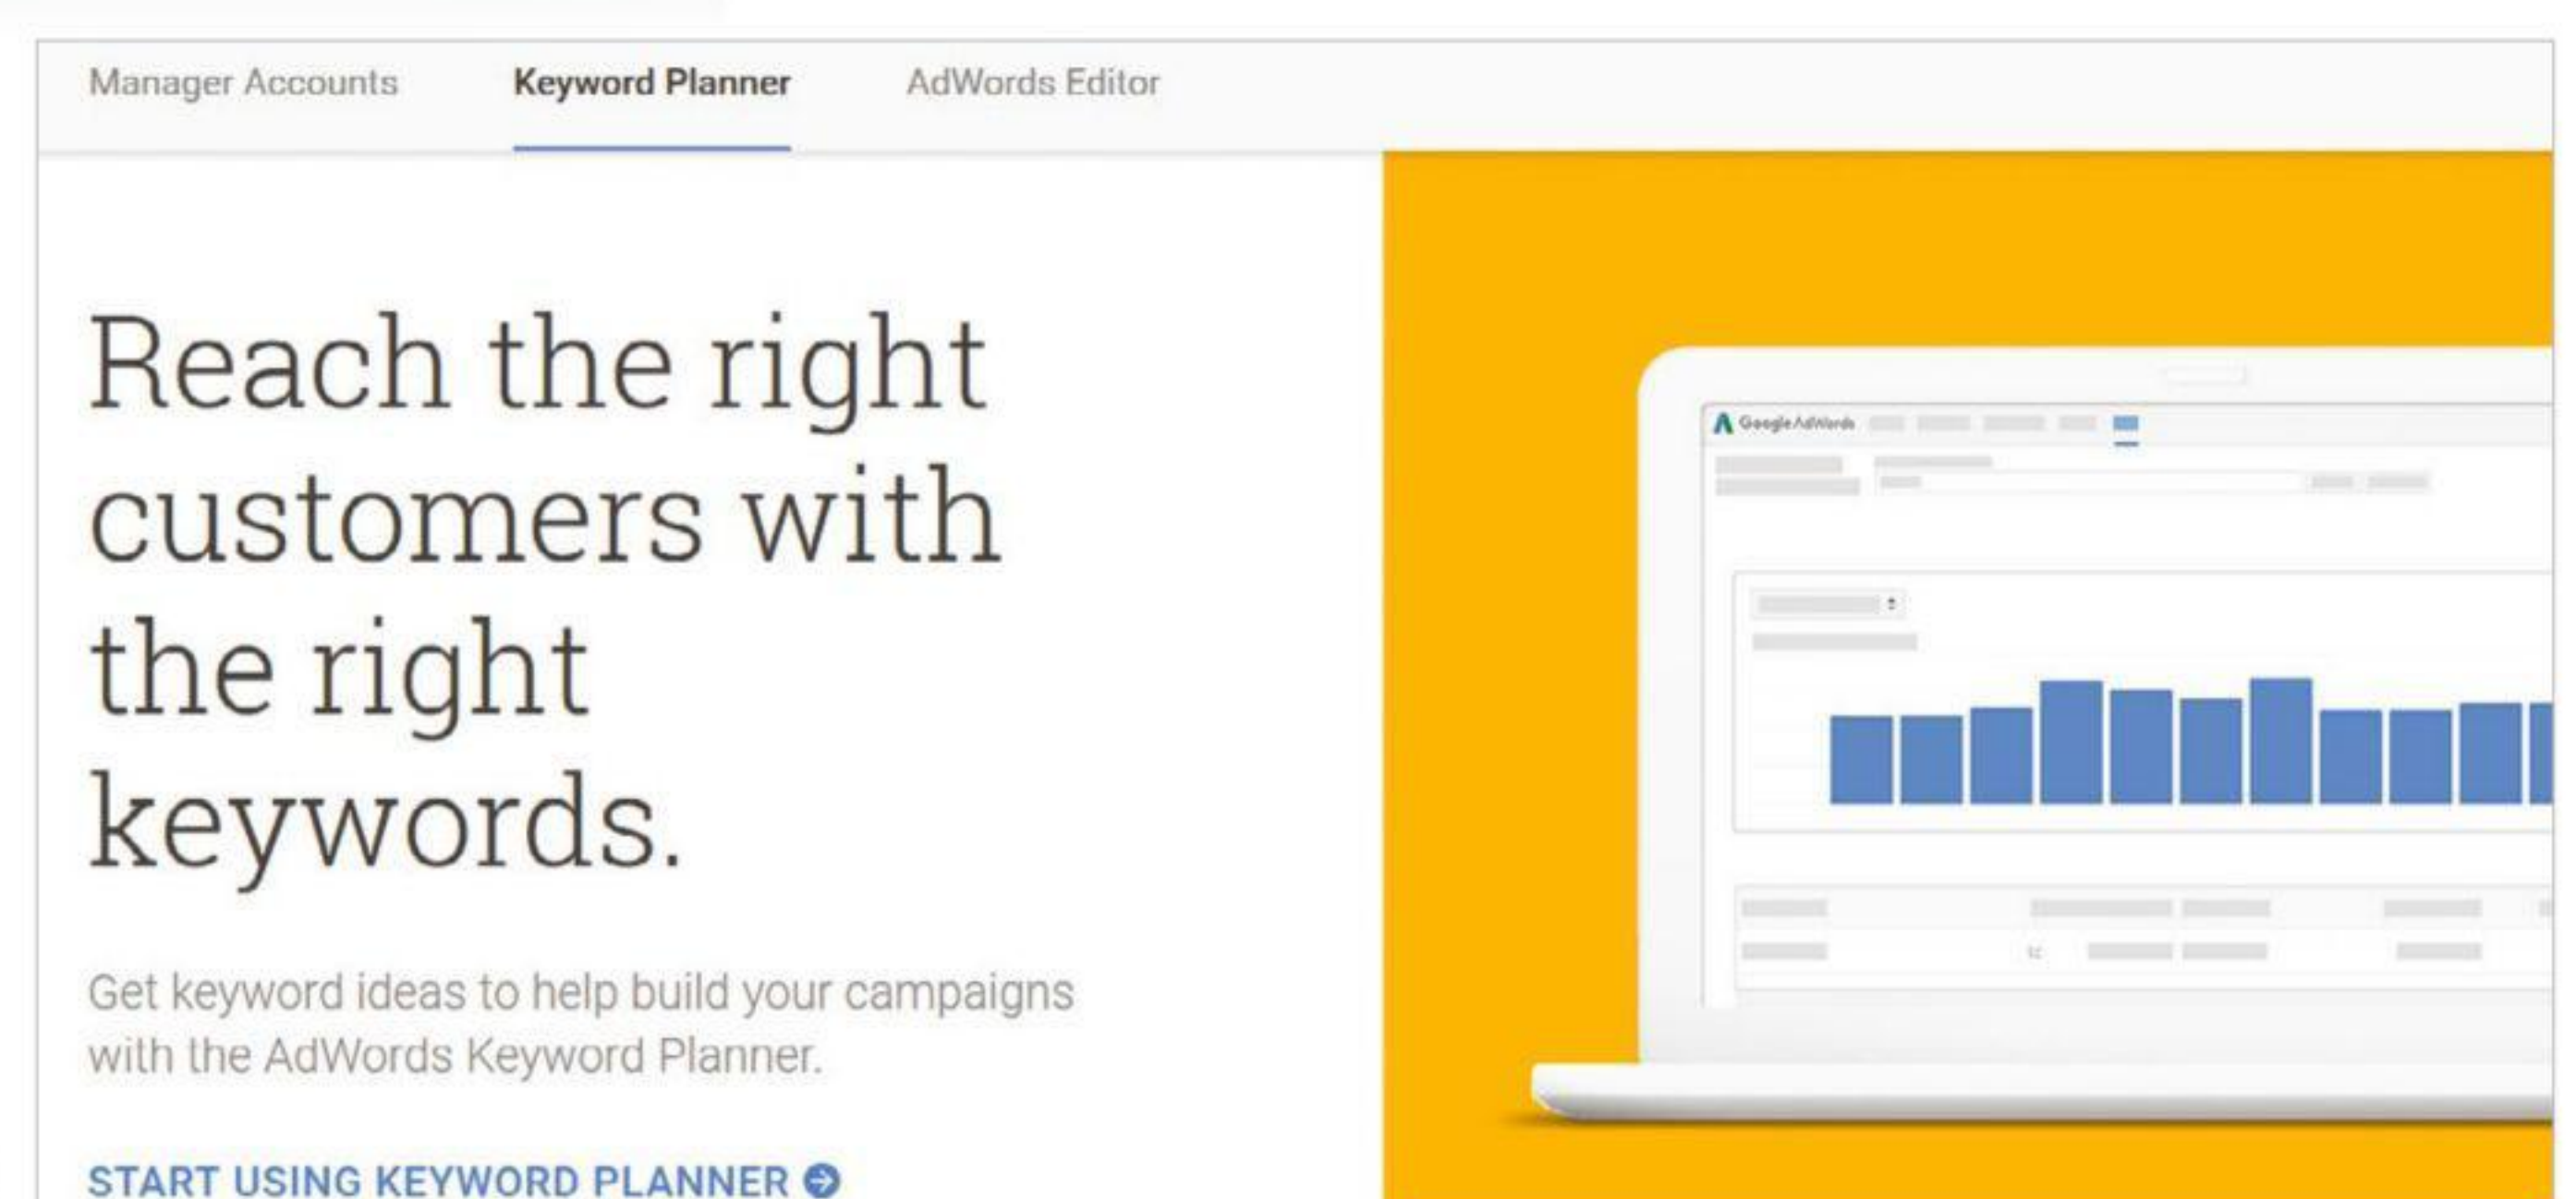 Manager Accounts Keyword Planner AdWords Editor
Reach the right
customers with
the right
keywords.
Get keyword ideas to help build your campaigns
with the AdWords Keyword Planner.
START USING KEYWORD PLANNER
Google AdWords